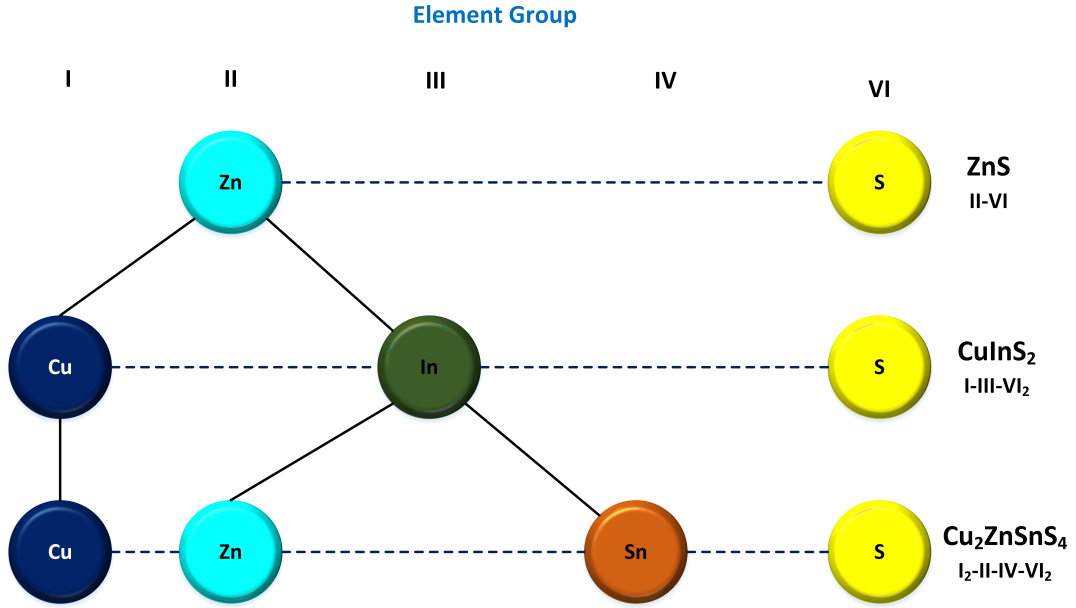 Element Group
I II III IV VI
Zn S ZnS
II-VI
Cu In S CuInS₂
I-III-VI₂
Cu Zn Sn S Cu₂ZnSnS₄
I₂-II-IV-VI₂